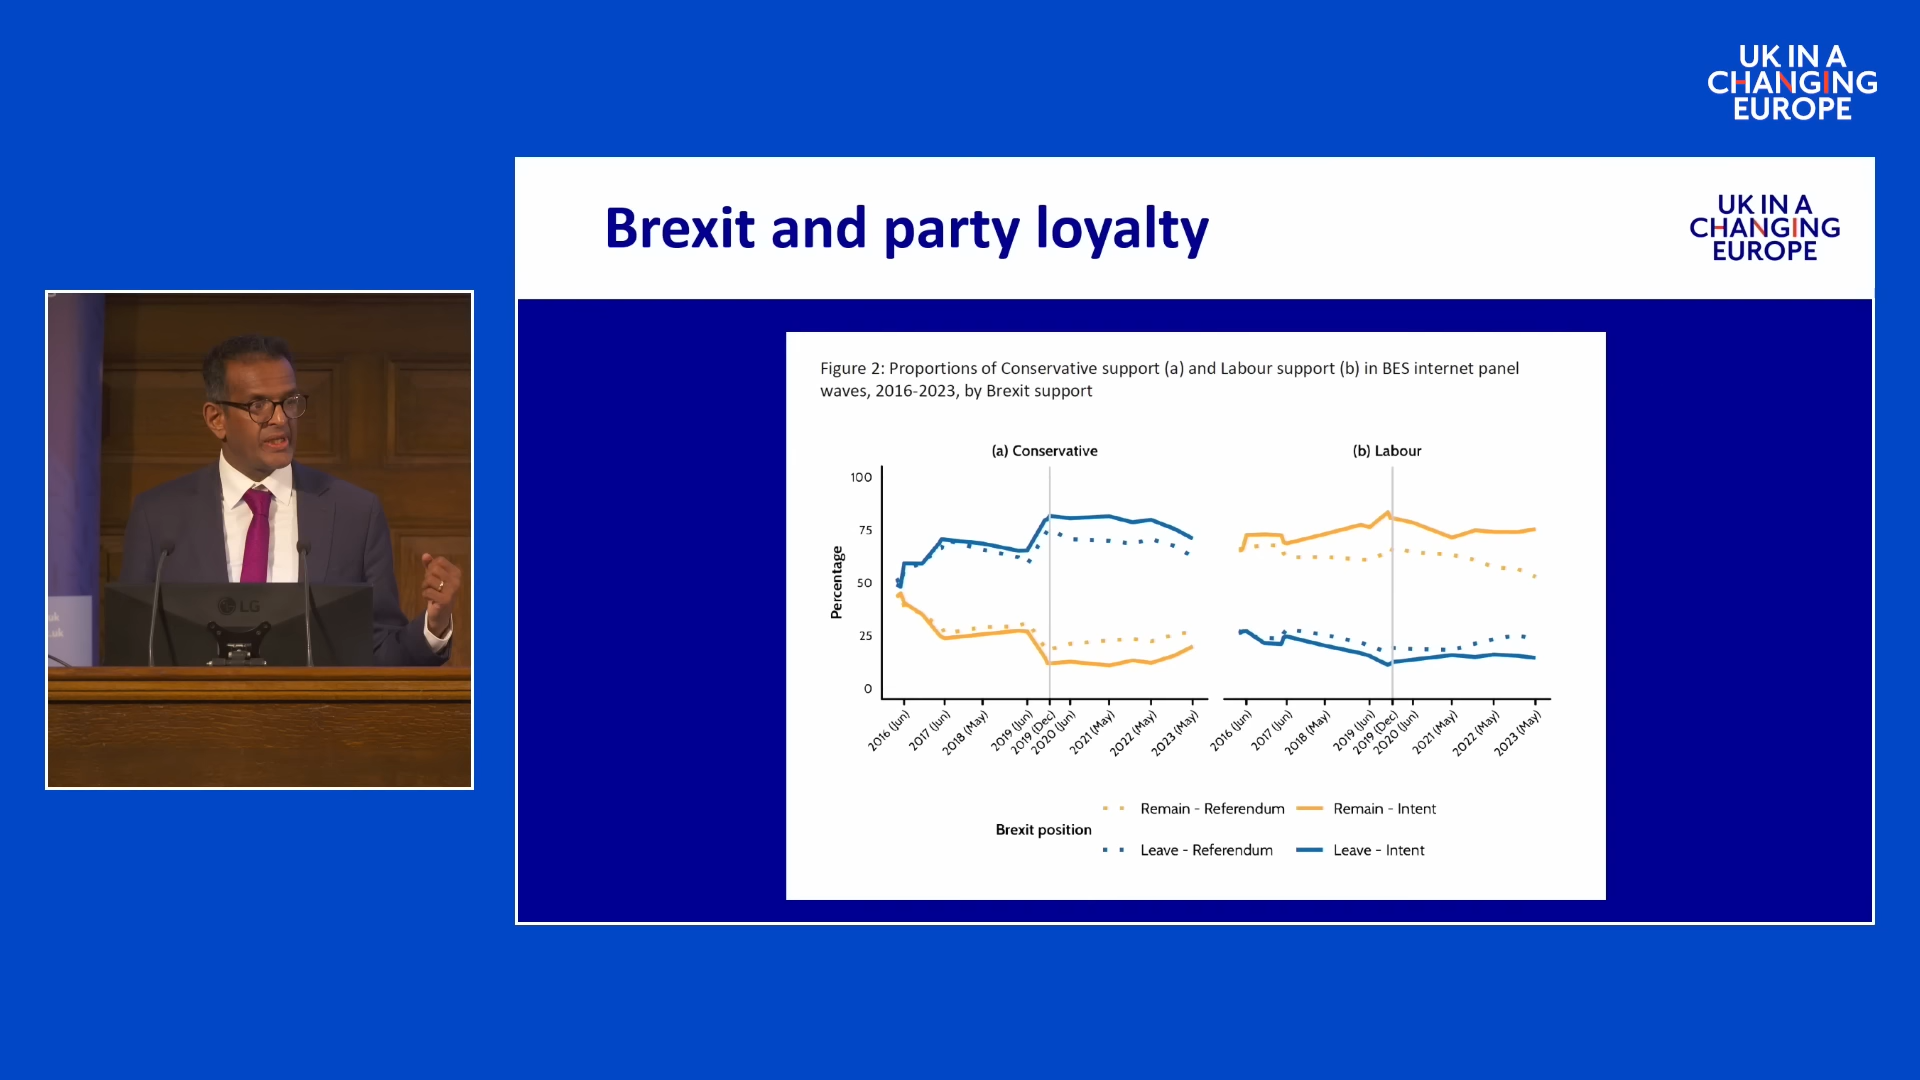 UK IN A
CHANGING
EUROPE
Brexit and party loyalty
UK IN A
CHANGING
EUROPE
Figure 2: Proportions of Conservative support (a) and Labour support (b) in BES internet panel
waves, 2016-2023, by Brexit support
(a) Conservative
(b) Labour
Percentage
100
75
50
25
0
2016 (Jun)
2017 (Jun)
2018 (May)
2019 (Jun)
2019 (Dec)
2020 (Jun)
2021 (May)
2022 (May)
2023 (May)
2016 (Jun)
2017 (Jun)
2018 (May)
2019 (Jun)
2019 (Dec)
2020 (Jun)
2021 (May)
2022 (May)
2023 (May)
Brexit position
Remain - Referendum
Remain - Intent
Leave - Referendum
Leave - Intent
LG
uk
.uk